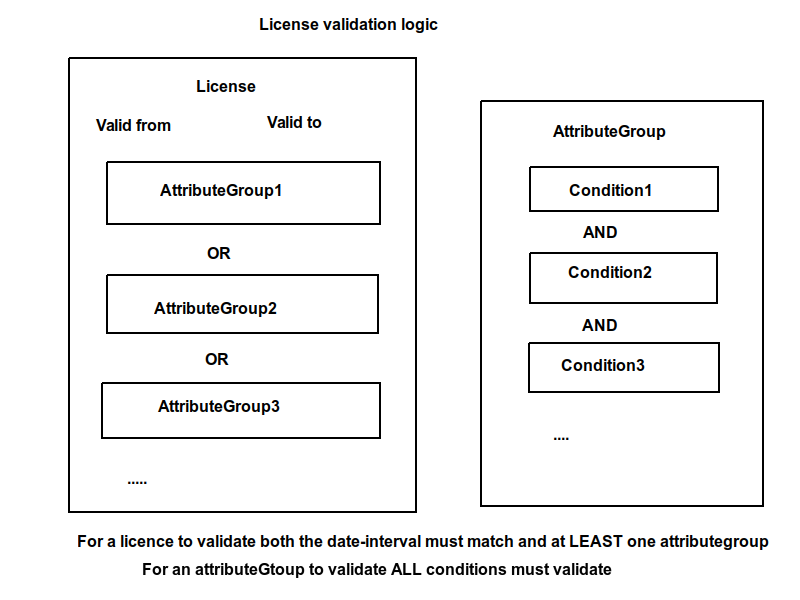 License validation logic
License
Valid from
Valid to
AttributeGroup1
OR
AttributeGroup2
OR
AttributeGroup3
.....
AttributeGroup
Condition1
AND
Condition2
AND
Condition3
....
For a licence to validate both the date-interval must match and at LEAST one attributegroup
For an attributeGtoup to validate ALL conditions must validate